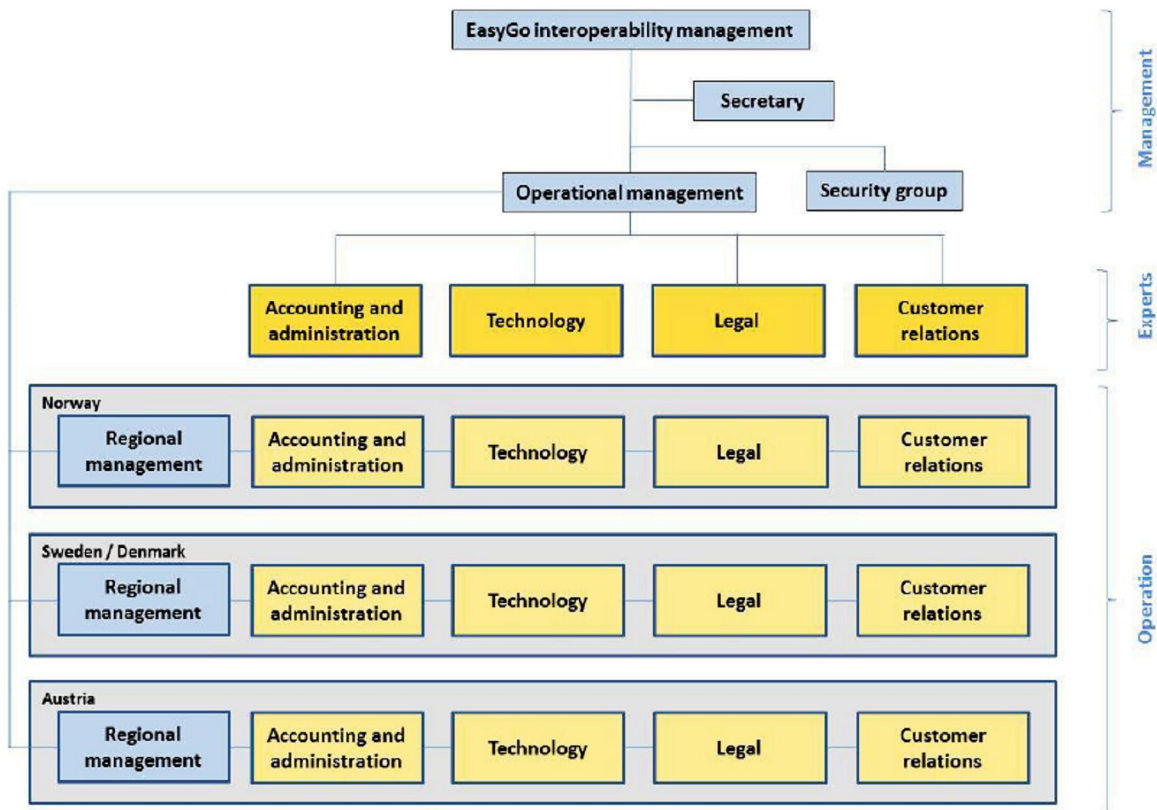 EasyGo interoperability management
Secretary
Operational management
Security group
Management
Accounting and
administration
Technology
Legal
Customer
relations
Experts
Norway
Regional
management
Accounting and
administration
Technology
Legal
Customer
relations
Sweden / Denmark
Regional
management
Accounting and
administration
Technology
Legal
Customer
relations
Austria
Regional
management
Accounting and
administration
Technology
Legal
Customer
relations
Operation